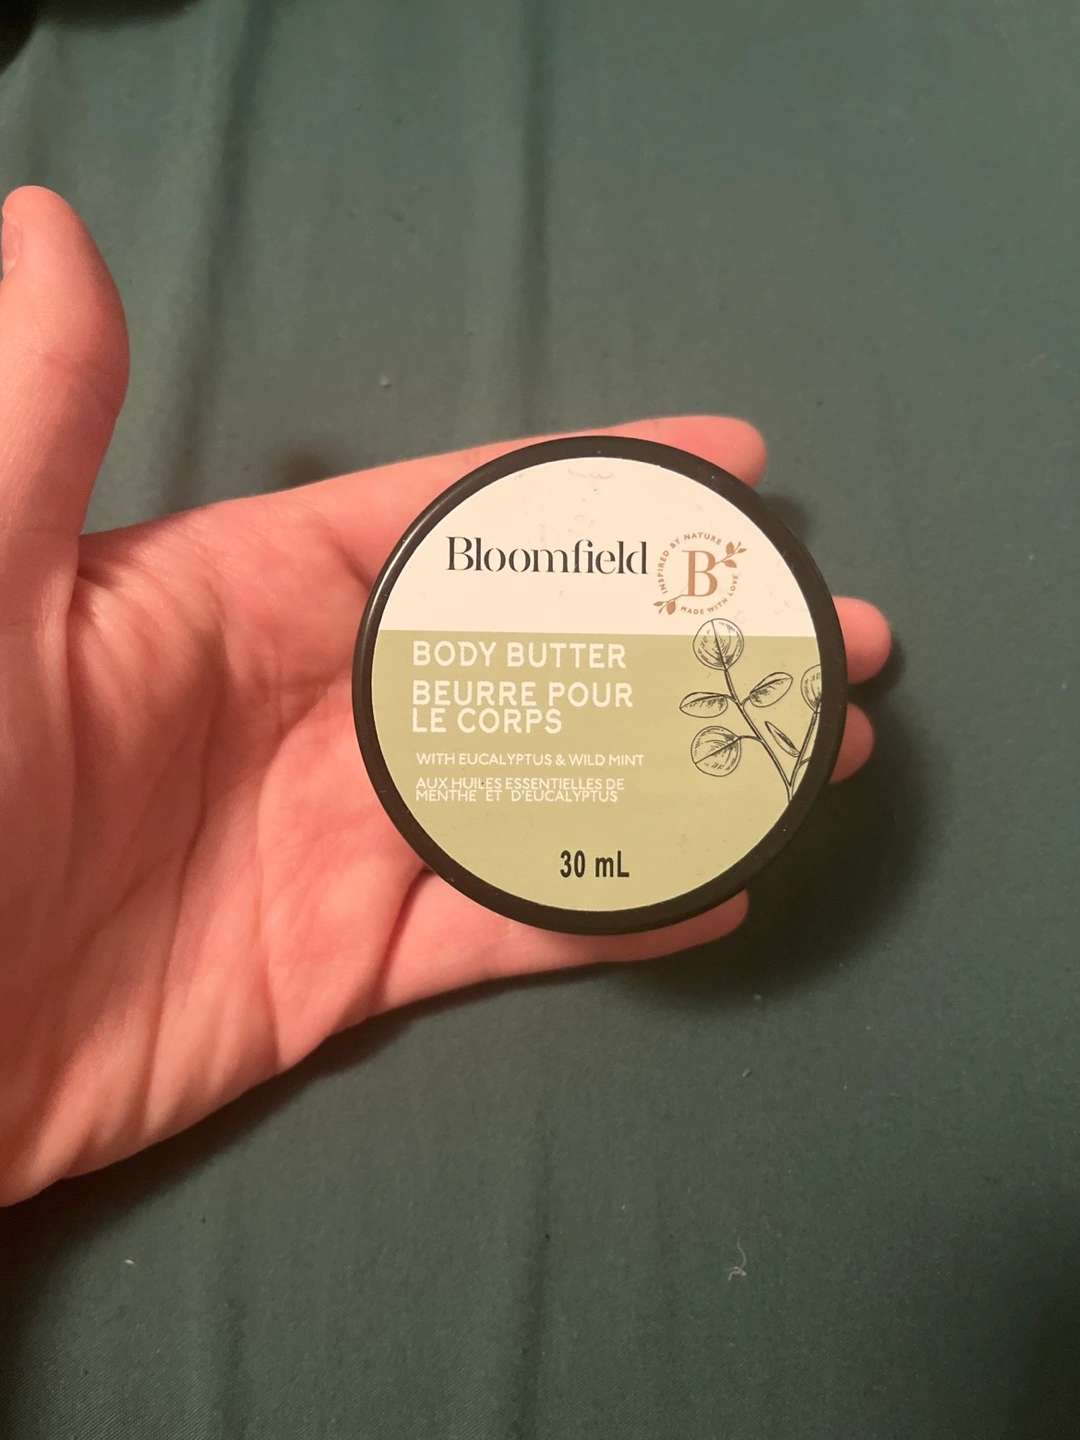 Bloomfield
INSPIRED BY NATURE
B
MADE WITH LOVE
BODY BUTTER
BEURRE POUR
LE CORPS
WITH EUCALYPTUS & WILD MINT
AUX HUILES ESSENTIELLES DE
MENTHE ET D'EUCALYPTUS
30 mL